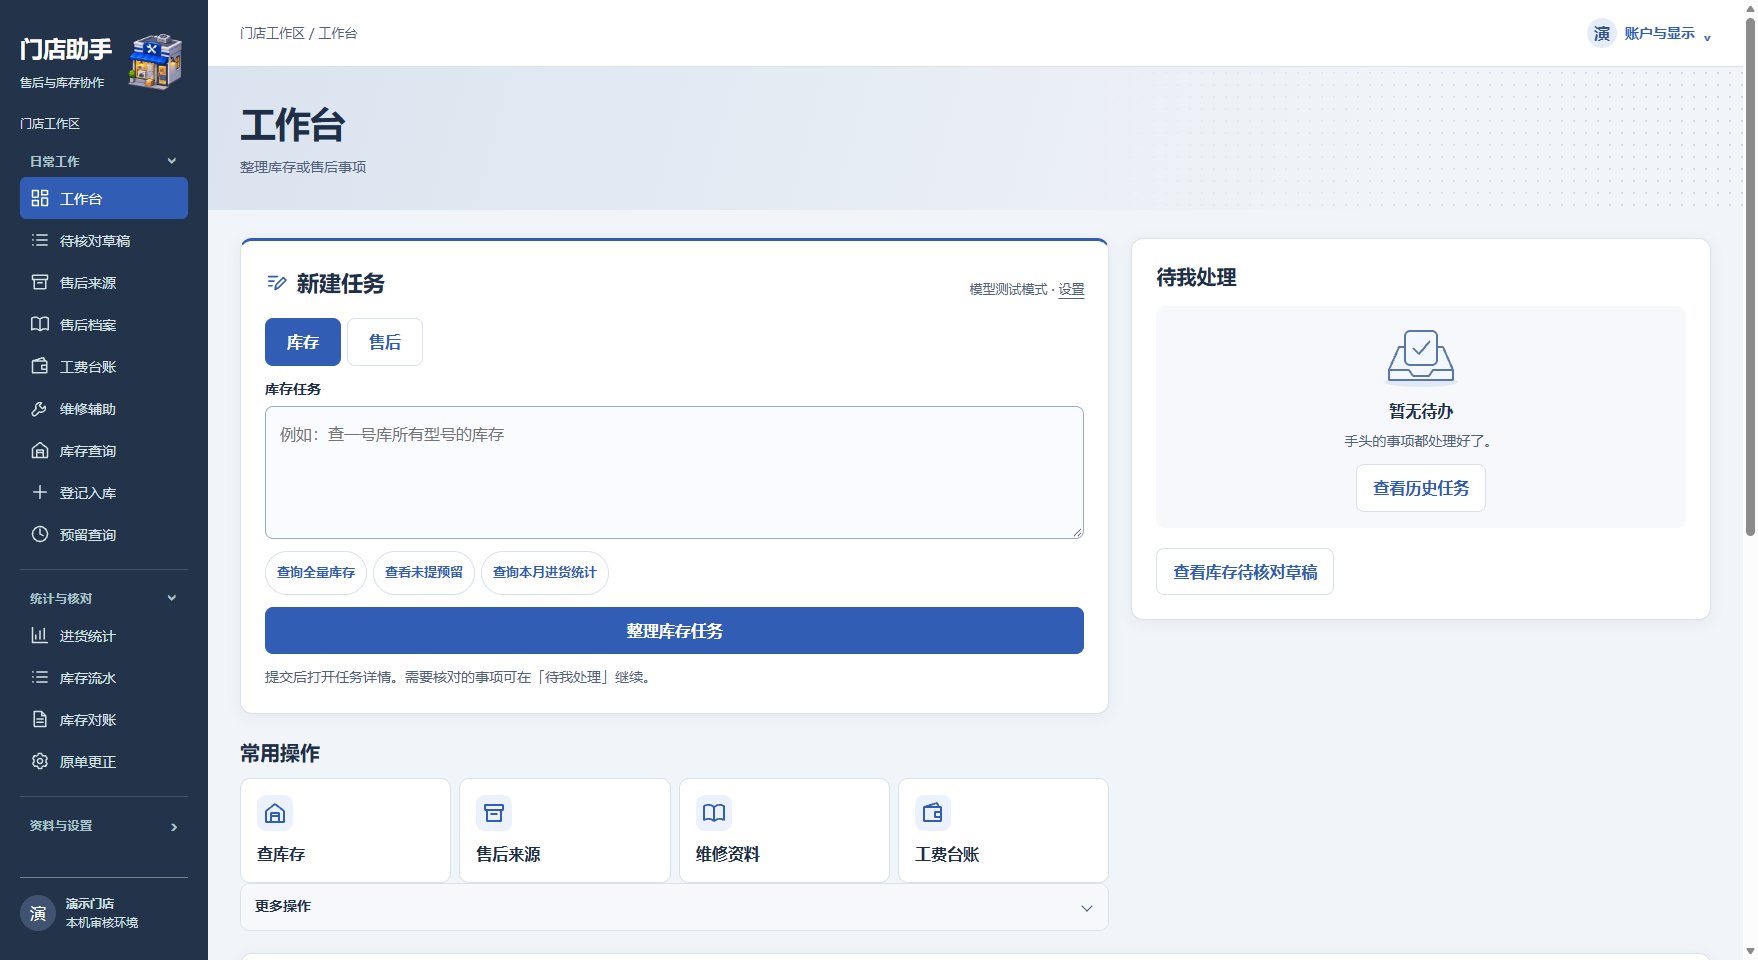 门店助手
售后与库存协作
门店工作区
日常工作
工作台
待核对草稿
售后来源
售后档案
工费台账
维修辅助
库存查询
登记入库
预留查询
统计与核对
进货统计
库存流水
库存对账
原单更正
资料与设置
演
演示门店
本机审核环境
门店工作区 / 工作台
演 账户与显示
工作台
整理库存或售后事项
新建任务
模型测试模式 · 设置
库存 售后
库存任务
例如：查一号库所有型号的库存
查询全量库存 查看未提预留 查询本月进货统计
整理库存任务
提交后打开任务详情。需要核对的事项可在「待我处理」继续。
待我处理
暂无待办
手头的事项都处理好了。
查看历史任务
查看库存待核对草稿
常用操作
查库存 售后来源 维修资料 工费台账
更多操作